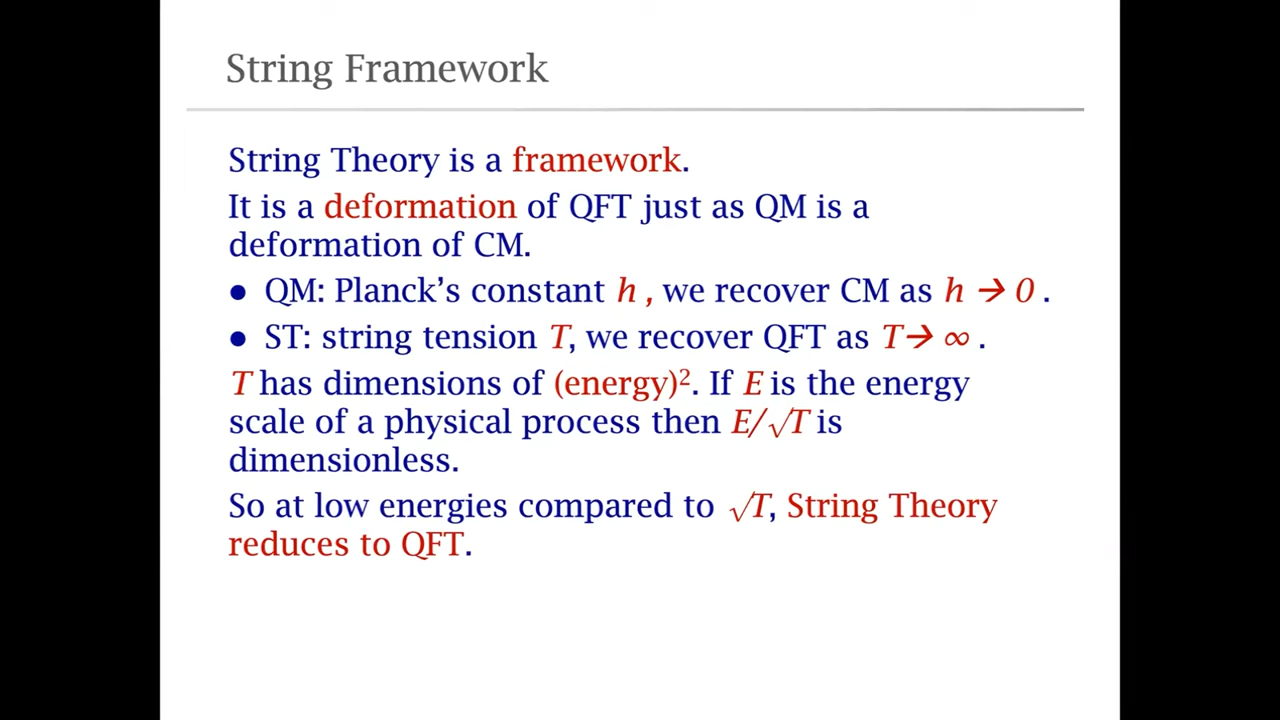 String Framework
String Theory is a framework.
It is a deformation of QFT just as QM is a
deformation of CM.
● QM: Planck’s constant h , we recover CM as h → 0 .
● ST: string tension T, we recover QFT as T→ ∞ .
T has dimensions of (energy)². If E is the energy
scale of a physical process then E/√T is
dimensionless.
So at low energies compared to √T, String Theory
reduces to QFT.